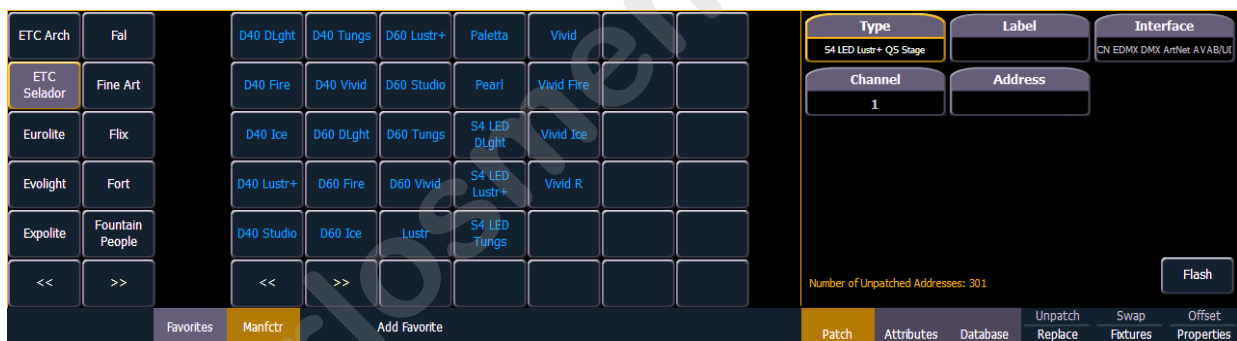 ETC Arch Fal D40 DLght D40 Tungs D60 Lustr+ Paletta Vivid Type Label Interface
S4 LED Lustr+ Q5 Stage CN EDMX DMX ArtNet AVAB/UI
ETC Selador Fine Art D40 Fire D40 Vivid D60 Studio Pearl Vivid Fire Channel Address
1
Eurolite Flix D40 Ice D60 DLght D60 Tungs S4 LED DLght Vivid Ice
Evolight Fort D40 Lustr+ D60 Fire D60 Vivid S4 LED Lustr+ Vivid R
Expolite Fountain People D40 Studio D60 Ice Lustr S4 LED Tungs
<< >> << >> Number of Unpatched Addresses: 301 Flash
Favorites Manfctr Add Favorite Patch Attributes Database Unpatch Replace Swap Fixtures Offset Properties